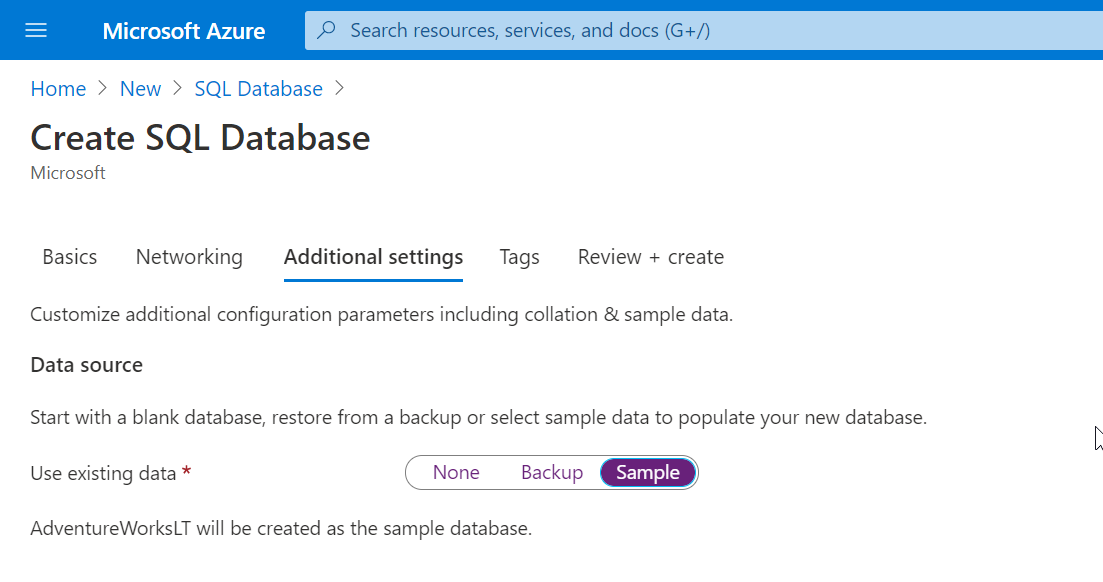 Microsoft Azure Search resources, services, and docs (G+/)
Home > New > SQL Database >
Create SQL Database
Microsoft
Basics Networking Additional settings Tags Review + create
Customize additional configuration parameters including collation & sample data.
Data source
Start with a blank database, restore from a backup or select sample data to populate your new database.
Use existing data * None Backup Sample
AdventureWorksLT will be created as the sample database.